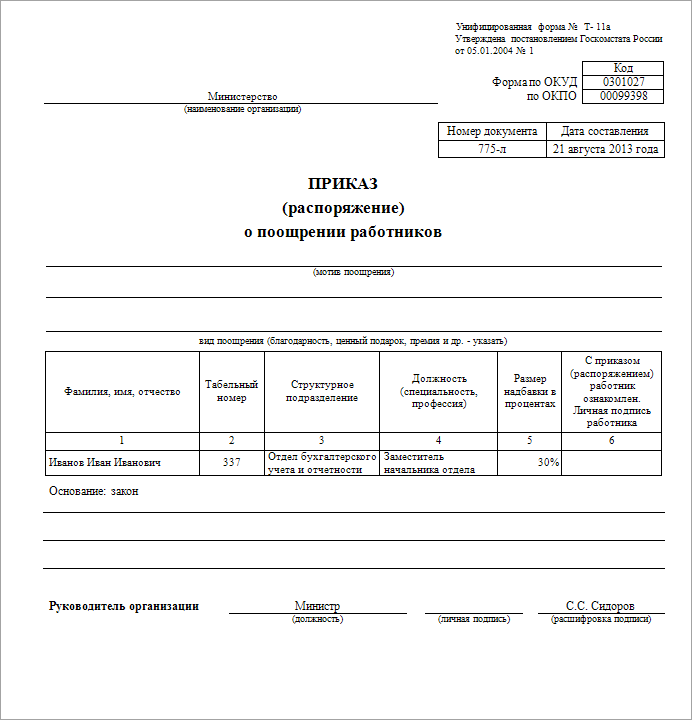 Унифицированная форма № Т- 11а
Утверждена постановлением Госкомстата России
от 05.01.2004 № 1
Код
Форма по ОКУД 0301027
Министерство по ОКПО 00099398
(наименование организации)
Номер документа Дата составления
775-л 21 августа 2013 года
ПРИКАЗ
(распоряжение)
о поощрении работников
(мотив поощрения)
вид поощрения (благодарность, ценный подарок, премия и др. - указать)
Фамилия, имя, отчество
Табельный
номер
Структурное
подразделение
Должность
(специальность,
профессия)
Размер
надбавки в
процентах
С приказом
(распоряжением)
работник
ознакомлен.
Личная подпись
работника
1 2 3 4 5 6
Иванов Иван Иванович
337
Отдел бухгалтерского
учета и отчетности
Заместитель
начальника отдела
30%
Основание: закон
Руководитель организации Министр С.С. Сидоров
(должность) (личная подпись) (расшифровка подписи)